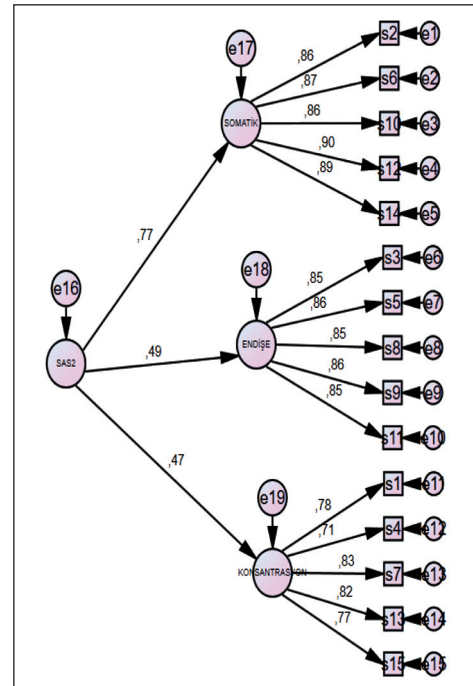 s2 e1
e17
,86
s6 e2
,87
SOMATİK
,86
s10 e3
,90
s12 e4
,89
s14 e5
,77
s3 e6
e18
,85
e16
,86
s5 e7
ENDİŞE
,85
s8 e8
SAS2
,49
,86
s9 e9
,85
s11 e10
,47
s1 e11
e19
,78
s4 e12
,71
KONSANTRASYON
,83
s7 e13
,82
s13 e14
,77
s15 e15